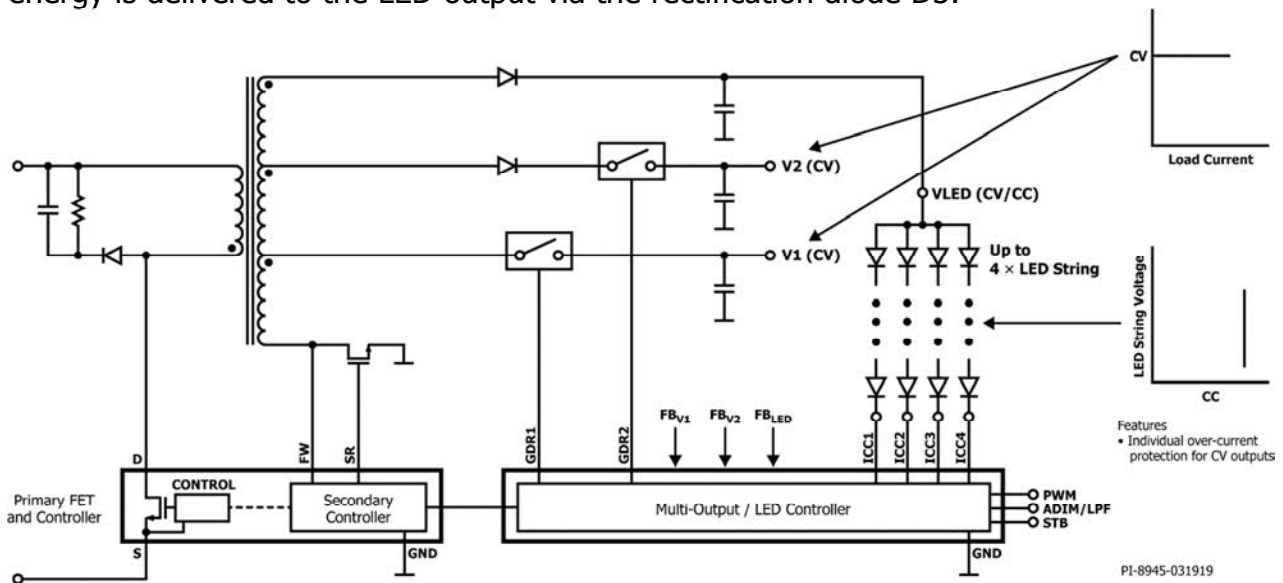 energy is delivered to the LED output via the rectification diode D3.
CV
Load Current
V2 (CV)
VLED (CV/CC)
V1 (CV)
Up to
4 × LED String
LED String Voltage
CC
Features
• Individual over-current
protection for CV outputs
FBV1
FBV2
FBLED
D
FW
SR
GDR1
GDR2
ICC1
ICC2
ICC3
ICC4
Primary FET
and Controller
CONTROL
Secondary
Controller
Multi-Output / LED Controller
PWM
ADIM/LPF
STB
S
GND
GND
PI-8945-031919